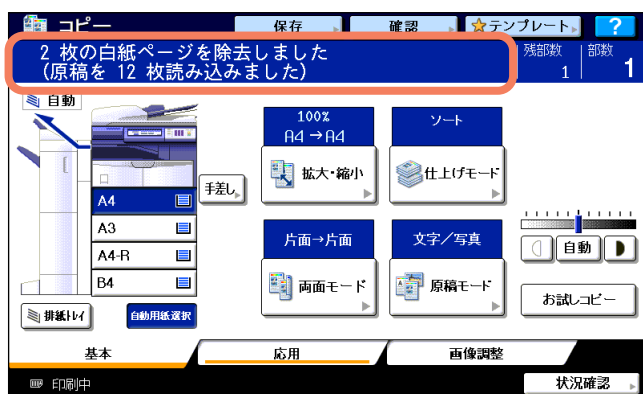 コピー
保存
確認
テンプレート
?
2 枚の白紙ページを除去しました
(原稿を 12 枚読み込みました)
残部数
1
部数
1
自動
100%
A4→A4
拡大・縮小
ソート
仕上げモード
手差し
A4
A3
A4-R
B4
片面→片面
両面モード
文字/写真
原稿モード
自動
お試しコピー
排紙トレイ
自動用紙選択
基本
応用
画像調整
印刷中
状況確認